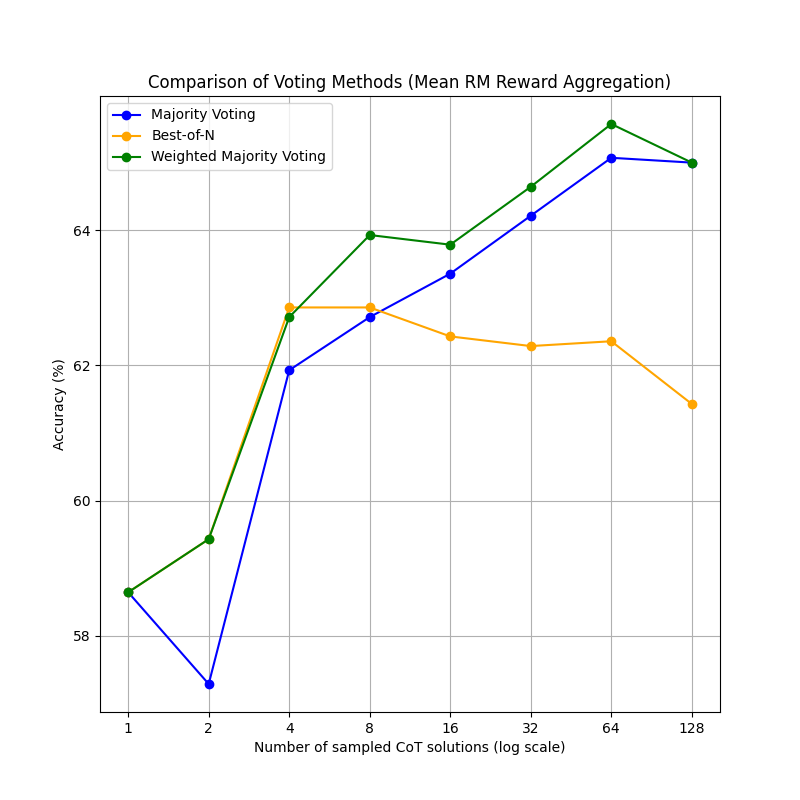 Comparison of Voting Methods (Mean RM Reward Aggregation)
Majority Voting
Best-of-N
Weighted Majority Voting
64
62
60
58
Accuracy (%)
1 2 4 8 16 32 64 128
Number of sampled CoT solutions (log scale)